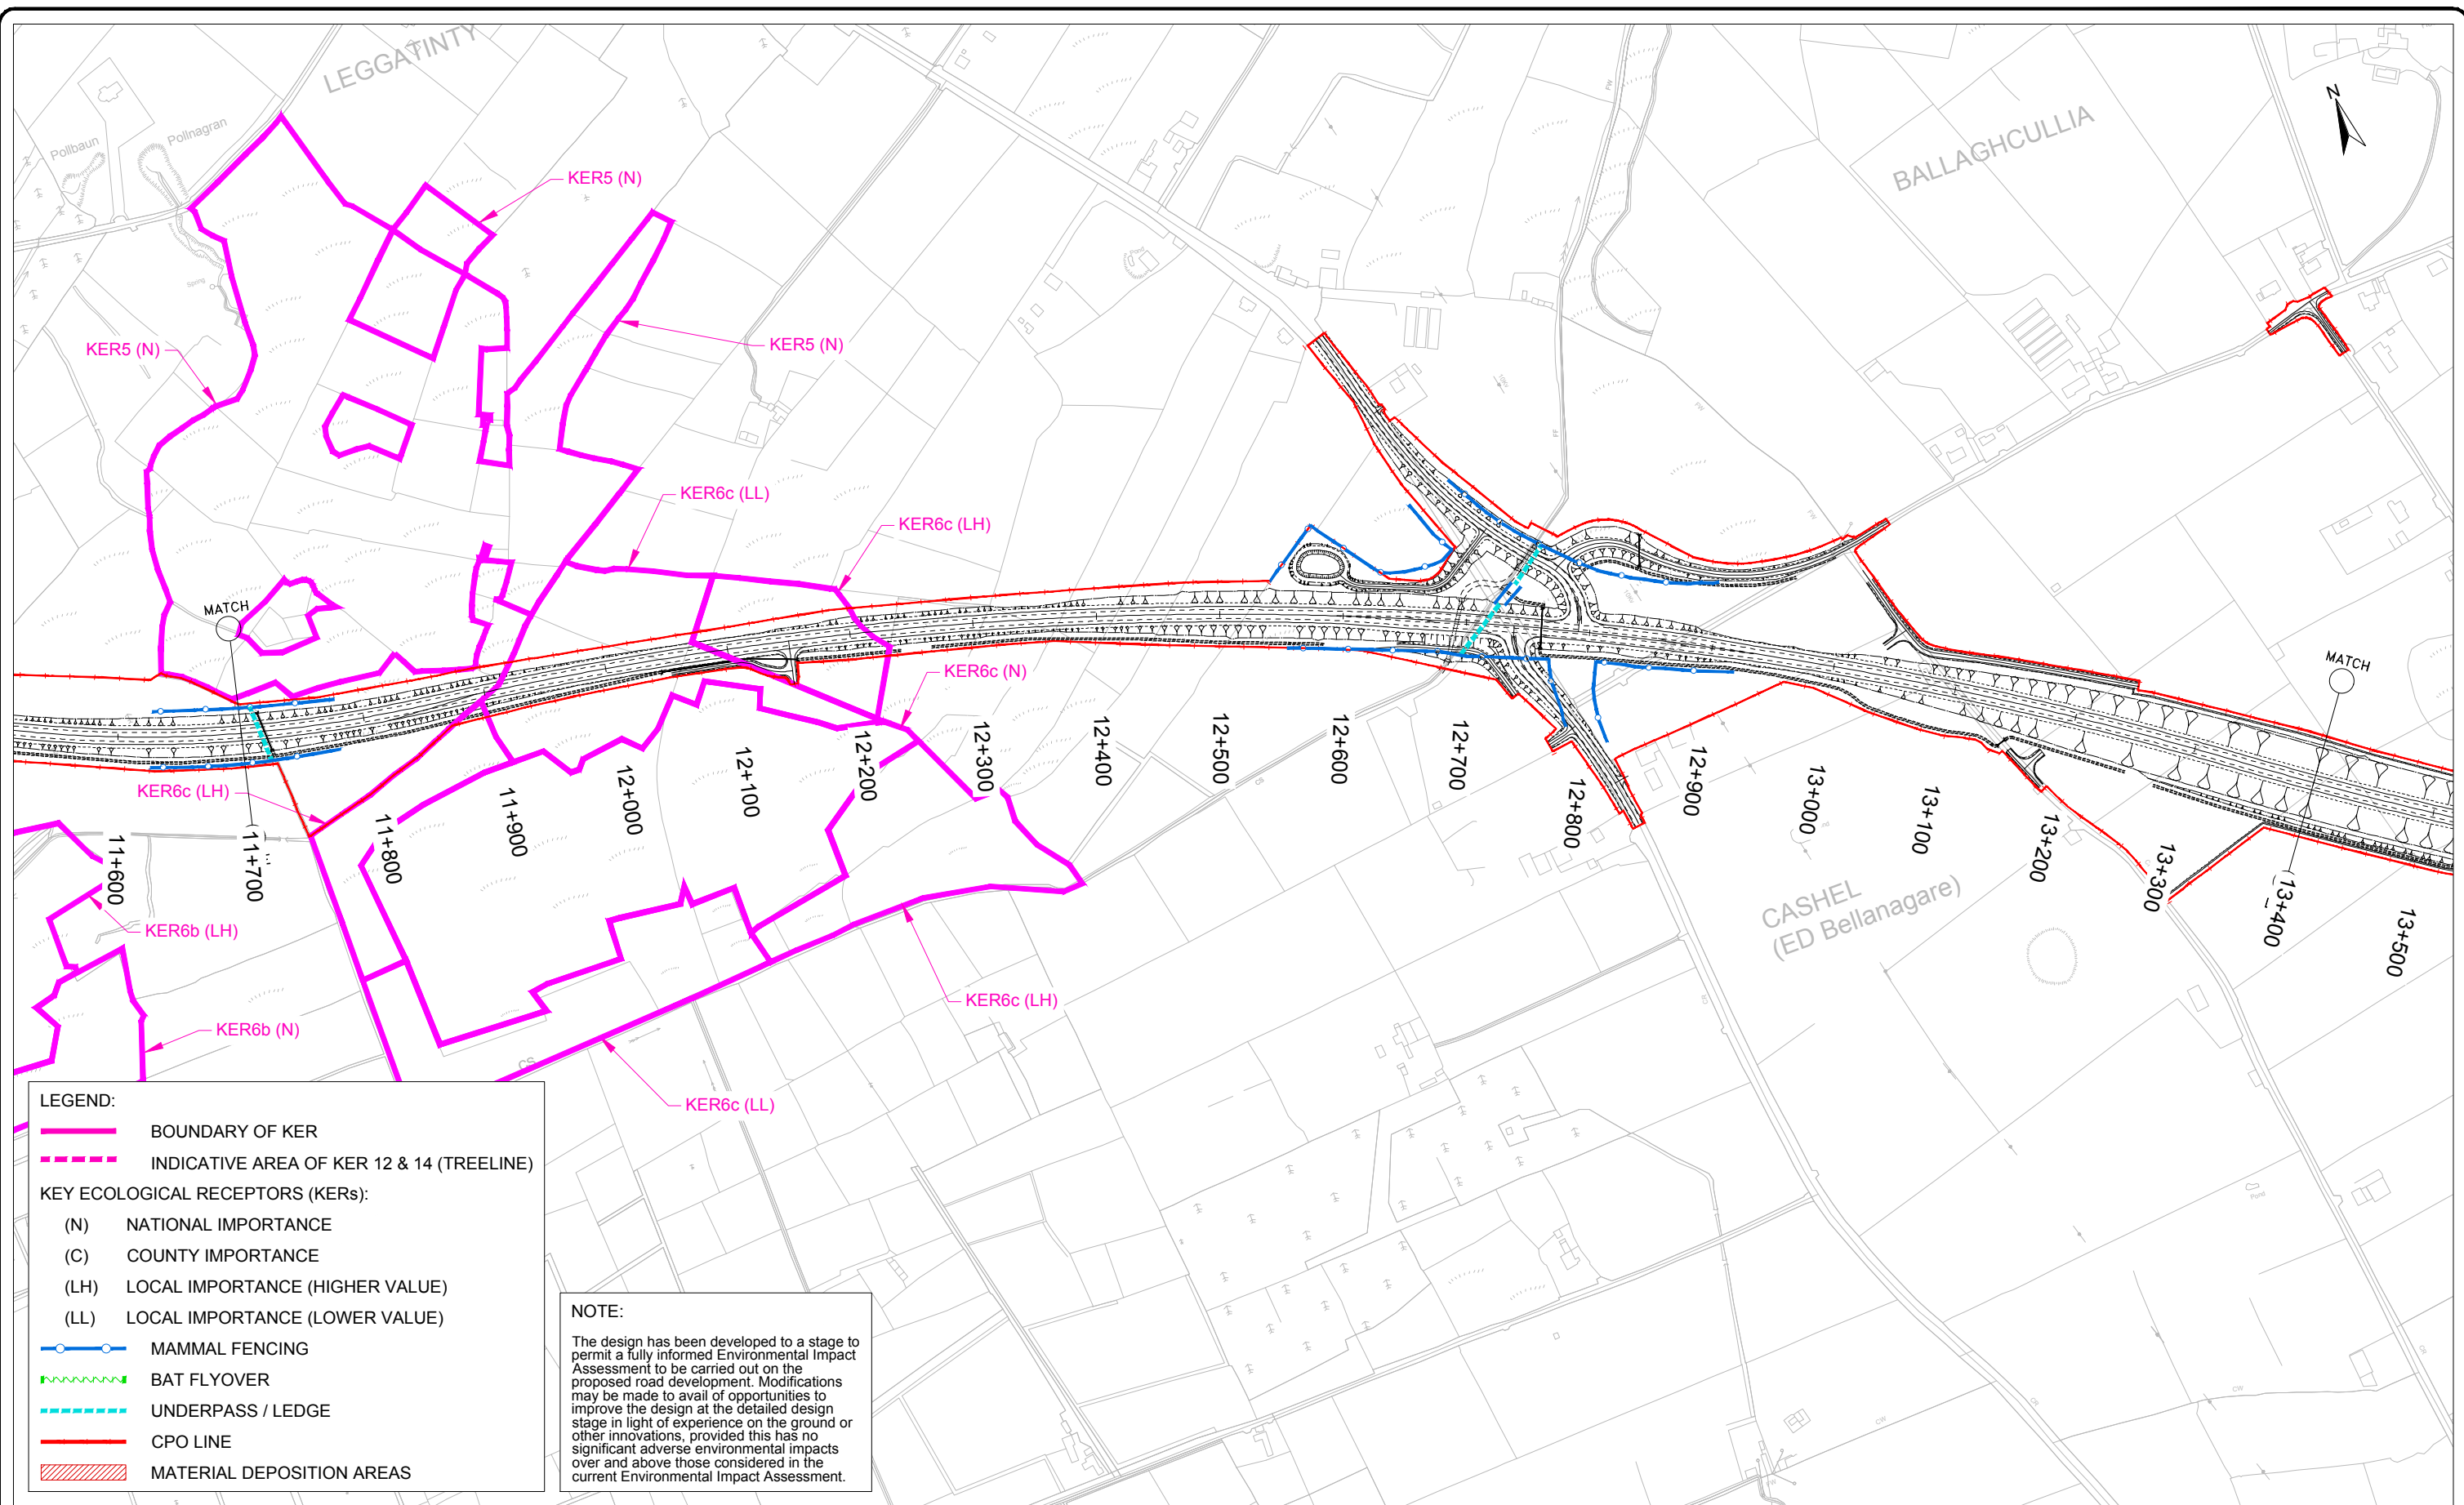 LEGGATINTY
Pollbaun
Pollnagran
Spring
KER5 (N)
KER5 (N)
KER5 (N)
BALLAGHCULLIA
N
Pond
KER6c (LL)
KER6c (LH)
MATCH
KER6c (N)
MATCH
KER6c (LH)
11+600
11+700
11+800
11+900
12+000
12+100
12+200
12+300
12+400
12+500
12+600
12+700
12+800
12+900
13+000
13+100
13+200
13+300
13+400
13+500
CASHEL
(ED Bellanagare)
KER6b (LH)
KER6c (LH)
KER6b (N)
CS
KER6c (LL)
Pond
LEGEND:
BOUNDARY OF KER
INDICATIVE AREA OF KER 12 & 14 (TREELINE)
KEY ECOLOGICAL RECEPTORS (KERs):
(N) NATIONAL IMPORTANCE
(C) COUNTY IMPORTANCE
(LH) LOCAL IMPORTANCE (HIGHER VALUE)
(LL) LOCAL IMPORTANCE (LOWER VALUE)
MAMMAL FENCING
BAT FLYOVER
UNDERPASS / LEDGE
CPO LINE
MATERIAL DEPOSITION AREAS
NOTE:
The design has been developed to a stage to
permit a fully informed Environmental Impact
Assessment to be carried out on the
proposed road development. Modifications
may be made to avail of opportunities to
improve the design at the detailed design
stage in light of experience on the ground or
other innovations, provided this has no
significant adverse environmental impacts
over and above those considered in the
current Environmental Impact Assessment.